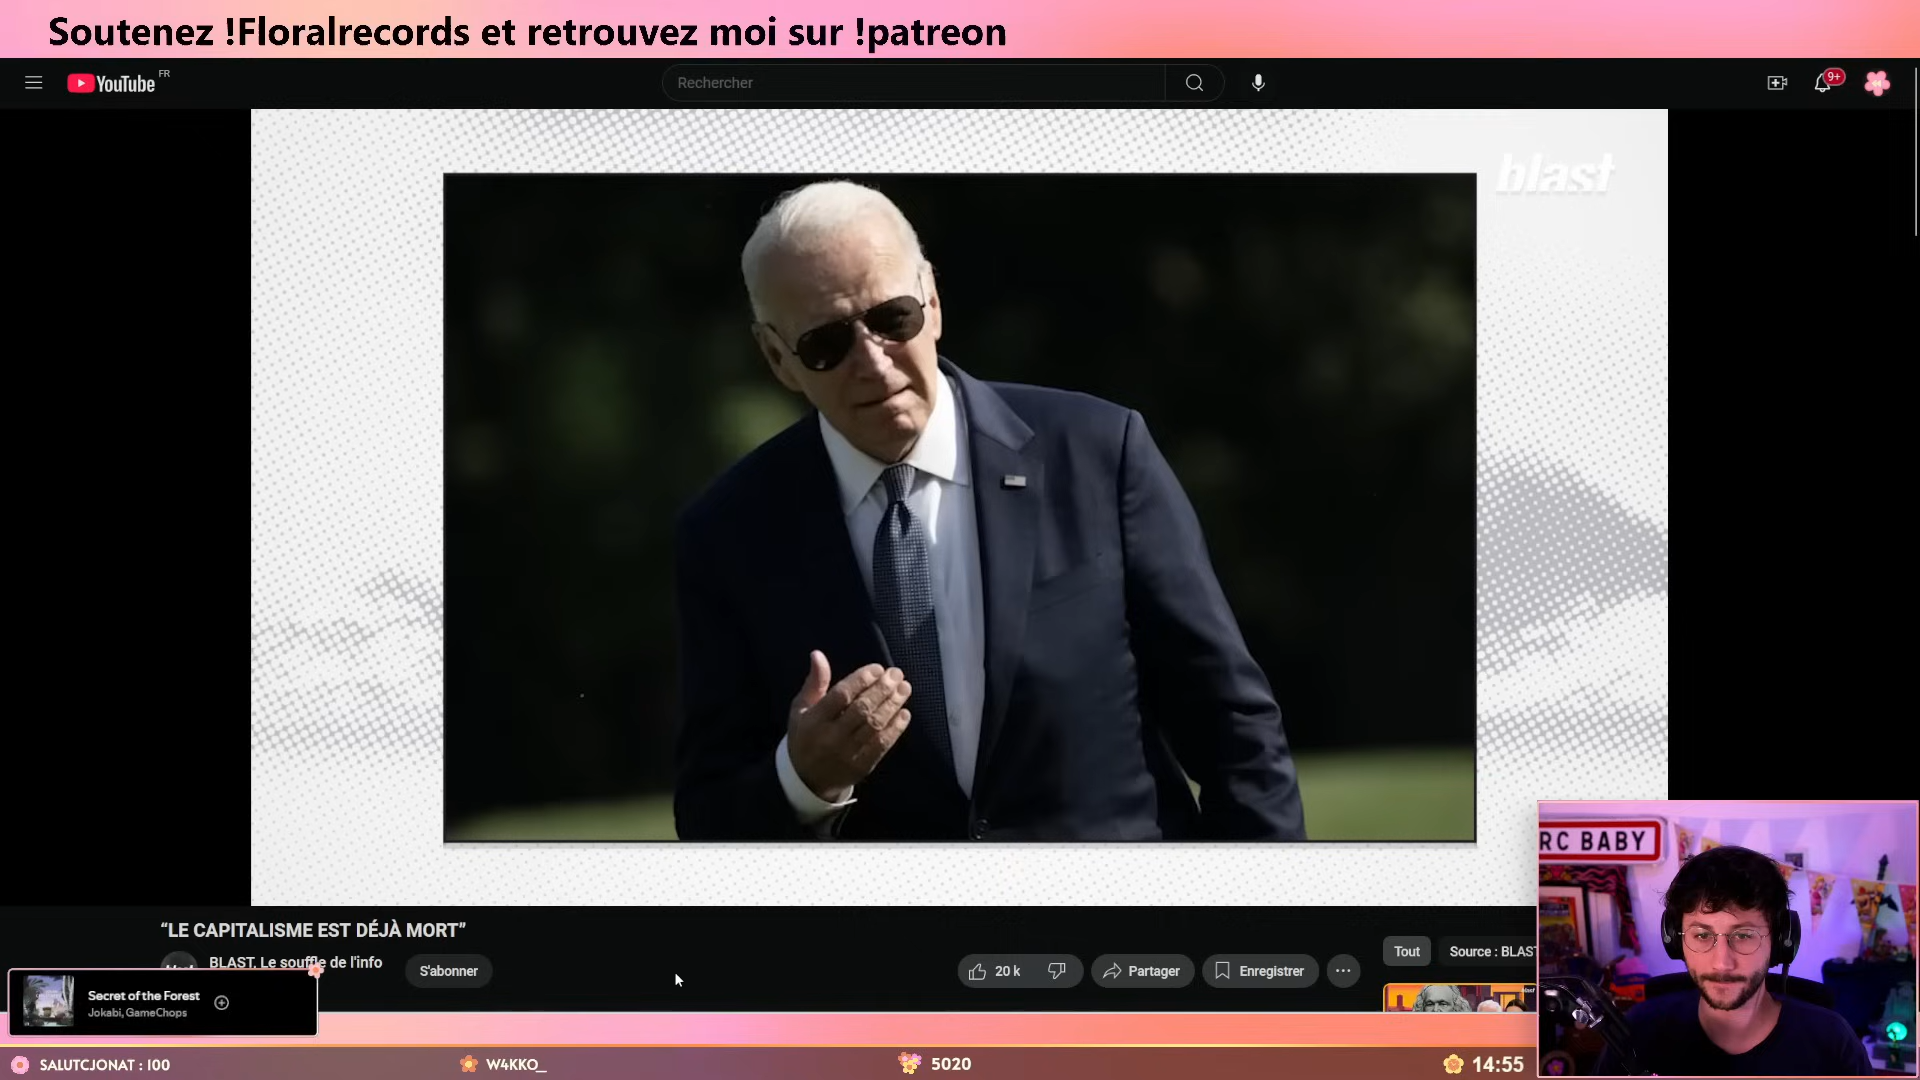 Soutenez !Floralrecords et retrouvez moi sur !patreon
YouTube FR
Rechercher
9+
blast
“LE CAPITALISME EST DÉJÀ MORT”
BLAST, Le souffle de l'info
S'abonner
20 k
Partager
Enregistrer
Tout
Source : BLAST
RC BABY
Secret of the Forest
Jokabi, GameChops
SALUTCJONAT : 100
W4KKO_
5020
14:55